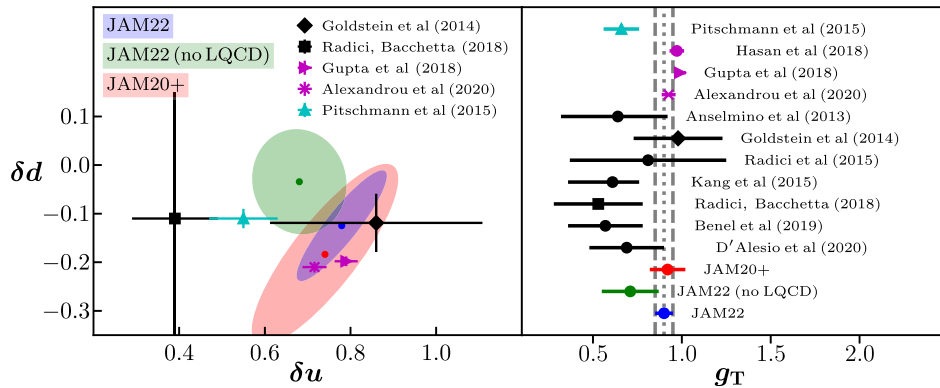 JAM22
JAM22 (no LQCD)
JAM20+
Goldstein et al (2014)
Radici, Bacchetta (2018)
Gupta et al (2018)
Alexandrou et al (2020)
Pitschmann et al (2015)
0.1
0.0
−0.1
−0.2
−0.3
δd
0.4 0.6 0.8 1.0
δu
Pitschmann et al (2015)
Hasan et al (2018)
Gupta et al (2018)
Alexandrou et al (2020)
Anselmino et al (2013)
Goldstein et al (2014)
Radici et al (2015)
Kang et al (2015)
Radici, Bacchetta (2018)
Benel et al (2019)
D′Alesio et al (2020)
JAM20+
JAM22 (no LQCD)
JAM22
0.5 1.0 1.5 2.0
gT